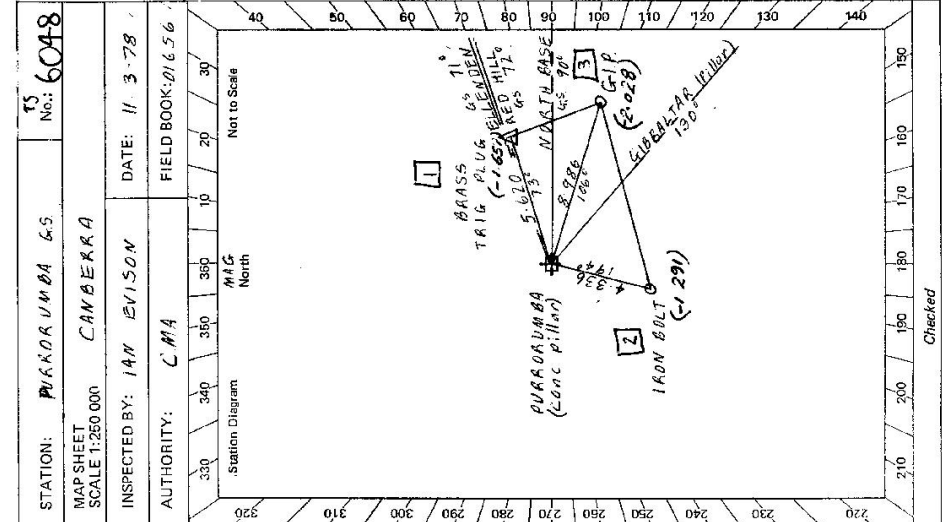 STATION: PURRORUMBA G.S.
TS No.: 6048
MAP SHEET
SCALE 1:250 000 CANBERRA
INSPECTED BY: IAN EVISON
DATE: 11. 3-78.
AUTHORITY: CMA
FIELD BOOK: 01656
Station Diagram
MAG
North
Not to Scale
330 340 350 360 10 20 30
40 50 60 70 80 90 100 110 120 130 140
150 160 170 180 190 200 210
220 230 240 250 260 270 280 290 300 310 320
1
BRASS
TRIG PLUG
(-1.65)
5.620
73°
GS
71°
RED HILL
GS 72°
NORTH BASE
G.S. 90°
3
G.I.P.
(-2.028)
8.986
106°
GIBRALTAR (Pillar)
130°
PURRORUMBA
(conc pillar)
4.336
194°
2
IRON BOLT
(-1.291)
Checked